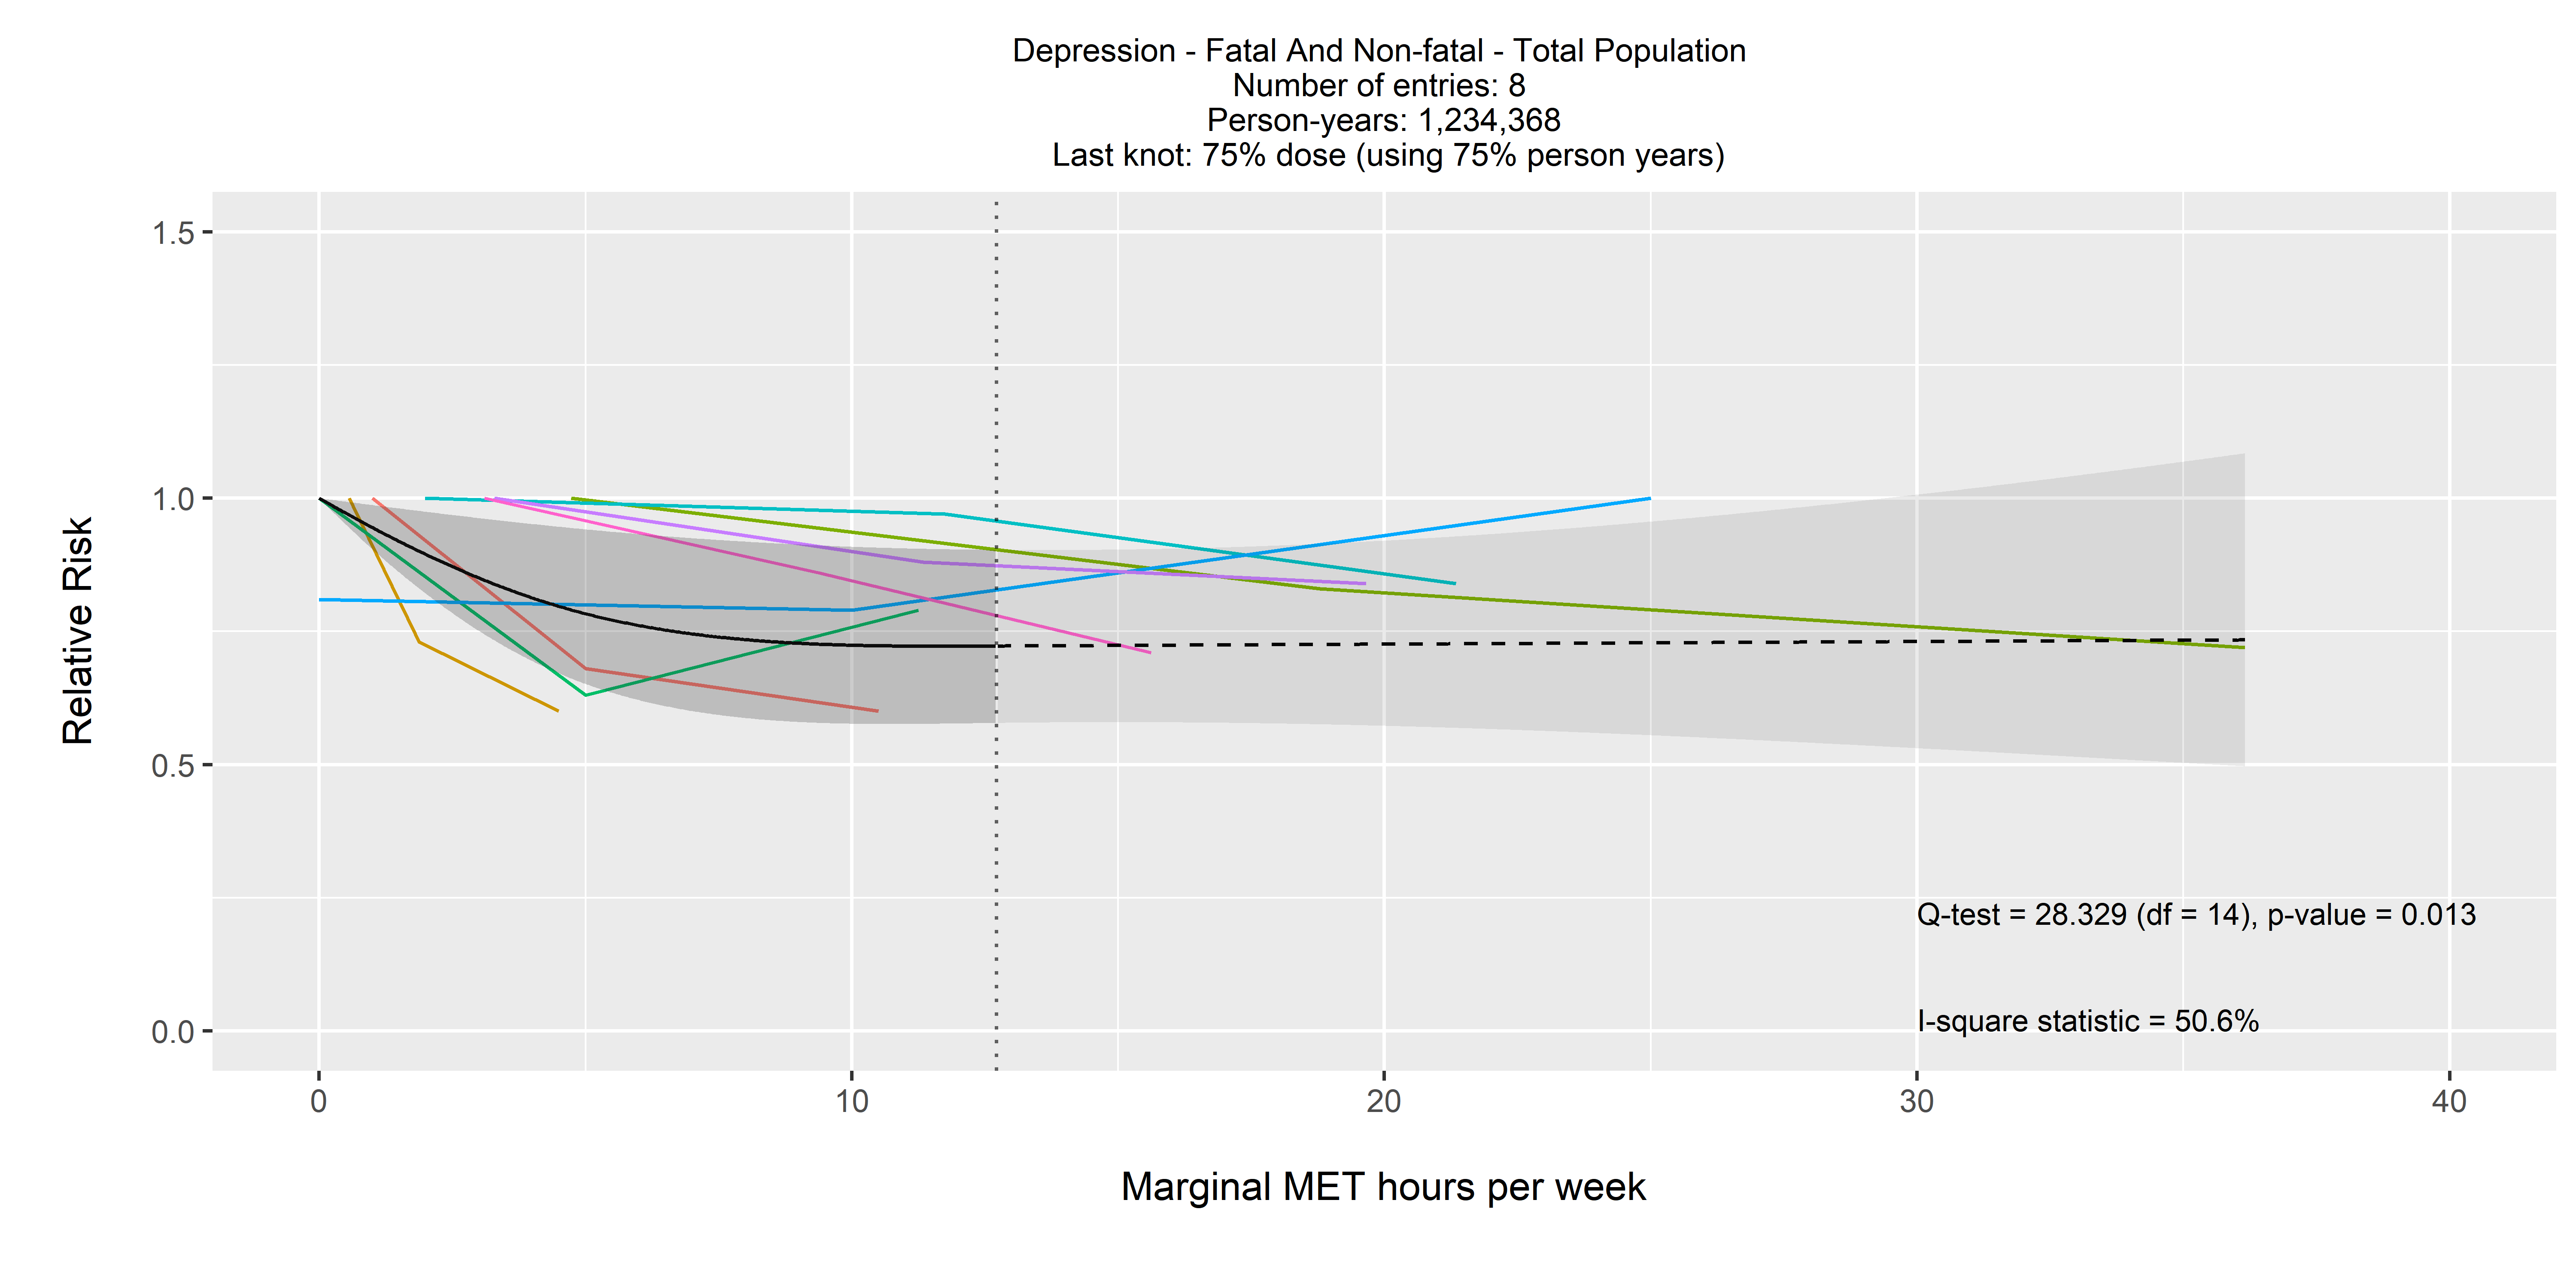 Depression - Fatal And Non-fatal - Total Population
Number of entries: 8
Person-years: 1,234,368
Last knot: 75% dose (using 75% person years)
1.5
1.0
0.5
0.0
Relative Risk
Q-test = 28.329 (df = 14), p-value = 0.013
I-square statistic = 50.6%
0 10 20 30 40
Marginal MET hours per week